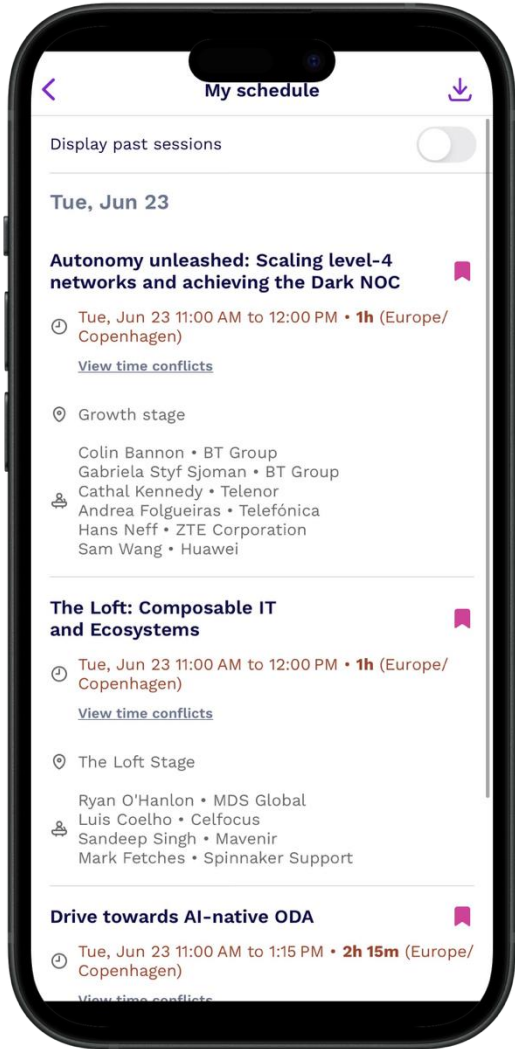 My schedule
Display past sessions
Tue, Jun 23
Autonomy unleashed: Scaling level-4
networks and achieving the Dark NOC
Tue, Jun 23 11:00 AM to 12:00 PM • 1h (Europe/
Copenhagen)
View time conflicts
Growth stage
Colin Bannon • BT Group
Gabriela Styf Sjoman • BT Group
Cathal Kennedy • Telenor
Andrea Folgueiras • Telefónica
Hans Neff • ZTE Corporation
Sam Wang • Huawei
The Loft: Composable IT
and Ecosystems
Tue, Jun 23 11:00 AM to 12:00 PM • 1h (Europe/
Copenhagen)
View time conflicts
The Loft Stage
Ryan O'Hanlon • MDS Global
Luis Coelho • Celfocus
Sandeep Singh • Mavenir
Mark Fetches • Spinnaker Support
Drive towards AI-native ODA
Tue, Jun 23 11:00 AM to 1:15 PM • 2h 15m (Europe/
Copenhagen)
View time conflicts